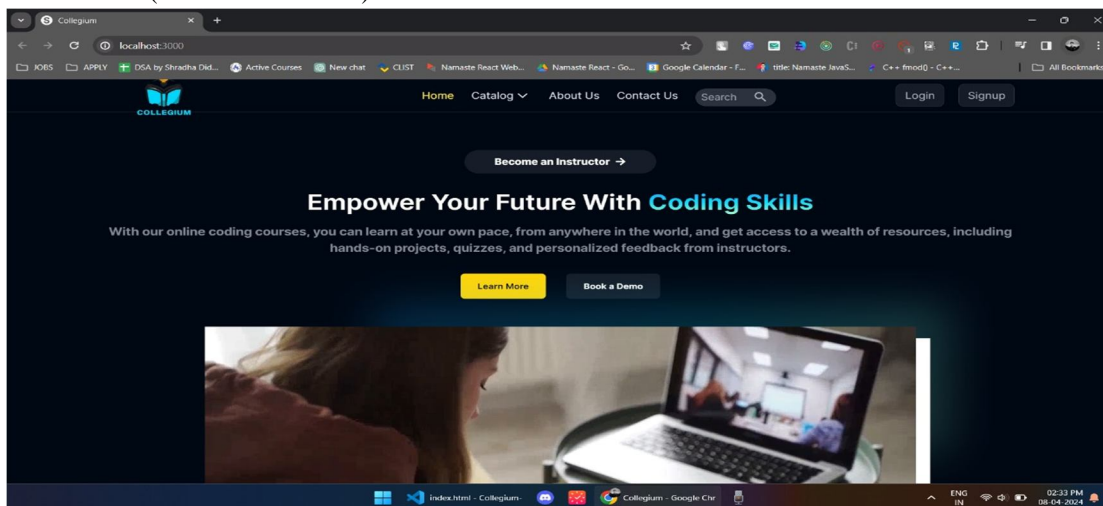 Collegium
localhost:3000
JOBS APPLY DSA by Shradha Did... Active Courses New chat CLIST Namaste React Web... Namaste React - Go... Google Calendar - F... title: Namaste JavaS... C++ fmod() - C++... All Bookmarks
COLLEGIUM
Home Catalog About Us Contact Us Search Login Signup
Become an Instructor →
Empower Your Future With Coding Skills
With our online coding courses, you can learn at your own pace, from anywhere in the world, and get access to a wealth of resources, including
hands-on projects, quizzes, and personalized feedback from instructors.
Learn More Book a Demo
index.html - Collegium- Collegium - Google Chr ENG 02:33 PM
IN 08-04-2024